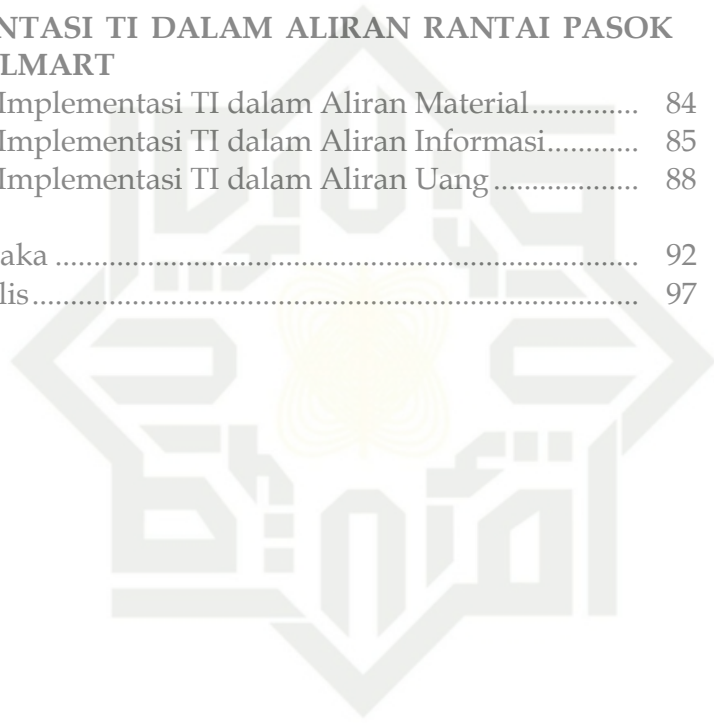 NTASI TI DALAM ALIRAN RANTAI PASOK
LMART
Implementasi TI dalam Aliran Material.............. 84
Implementasi TI dalam Aliran Informasi............ 85
Implementasi TI dalam Aliran Uang.................. 88
aka ......................................................................... 92
lis............................................................................ 97